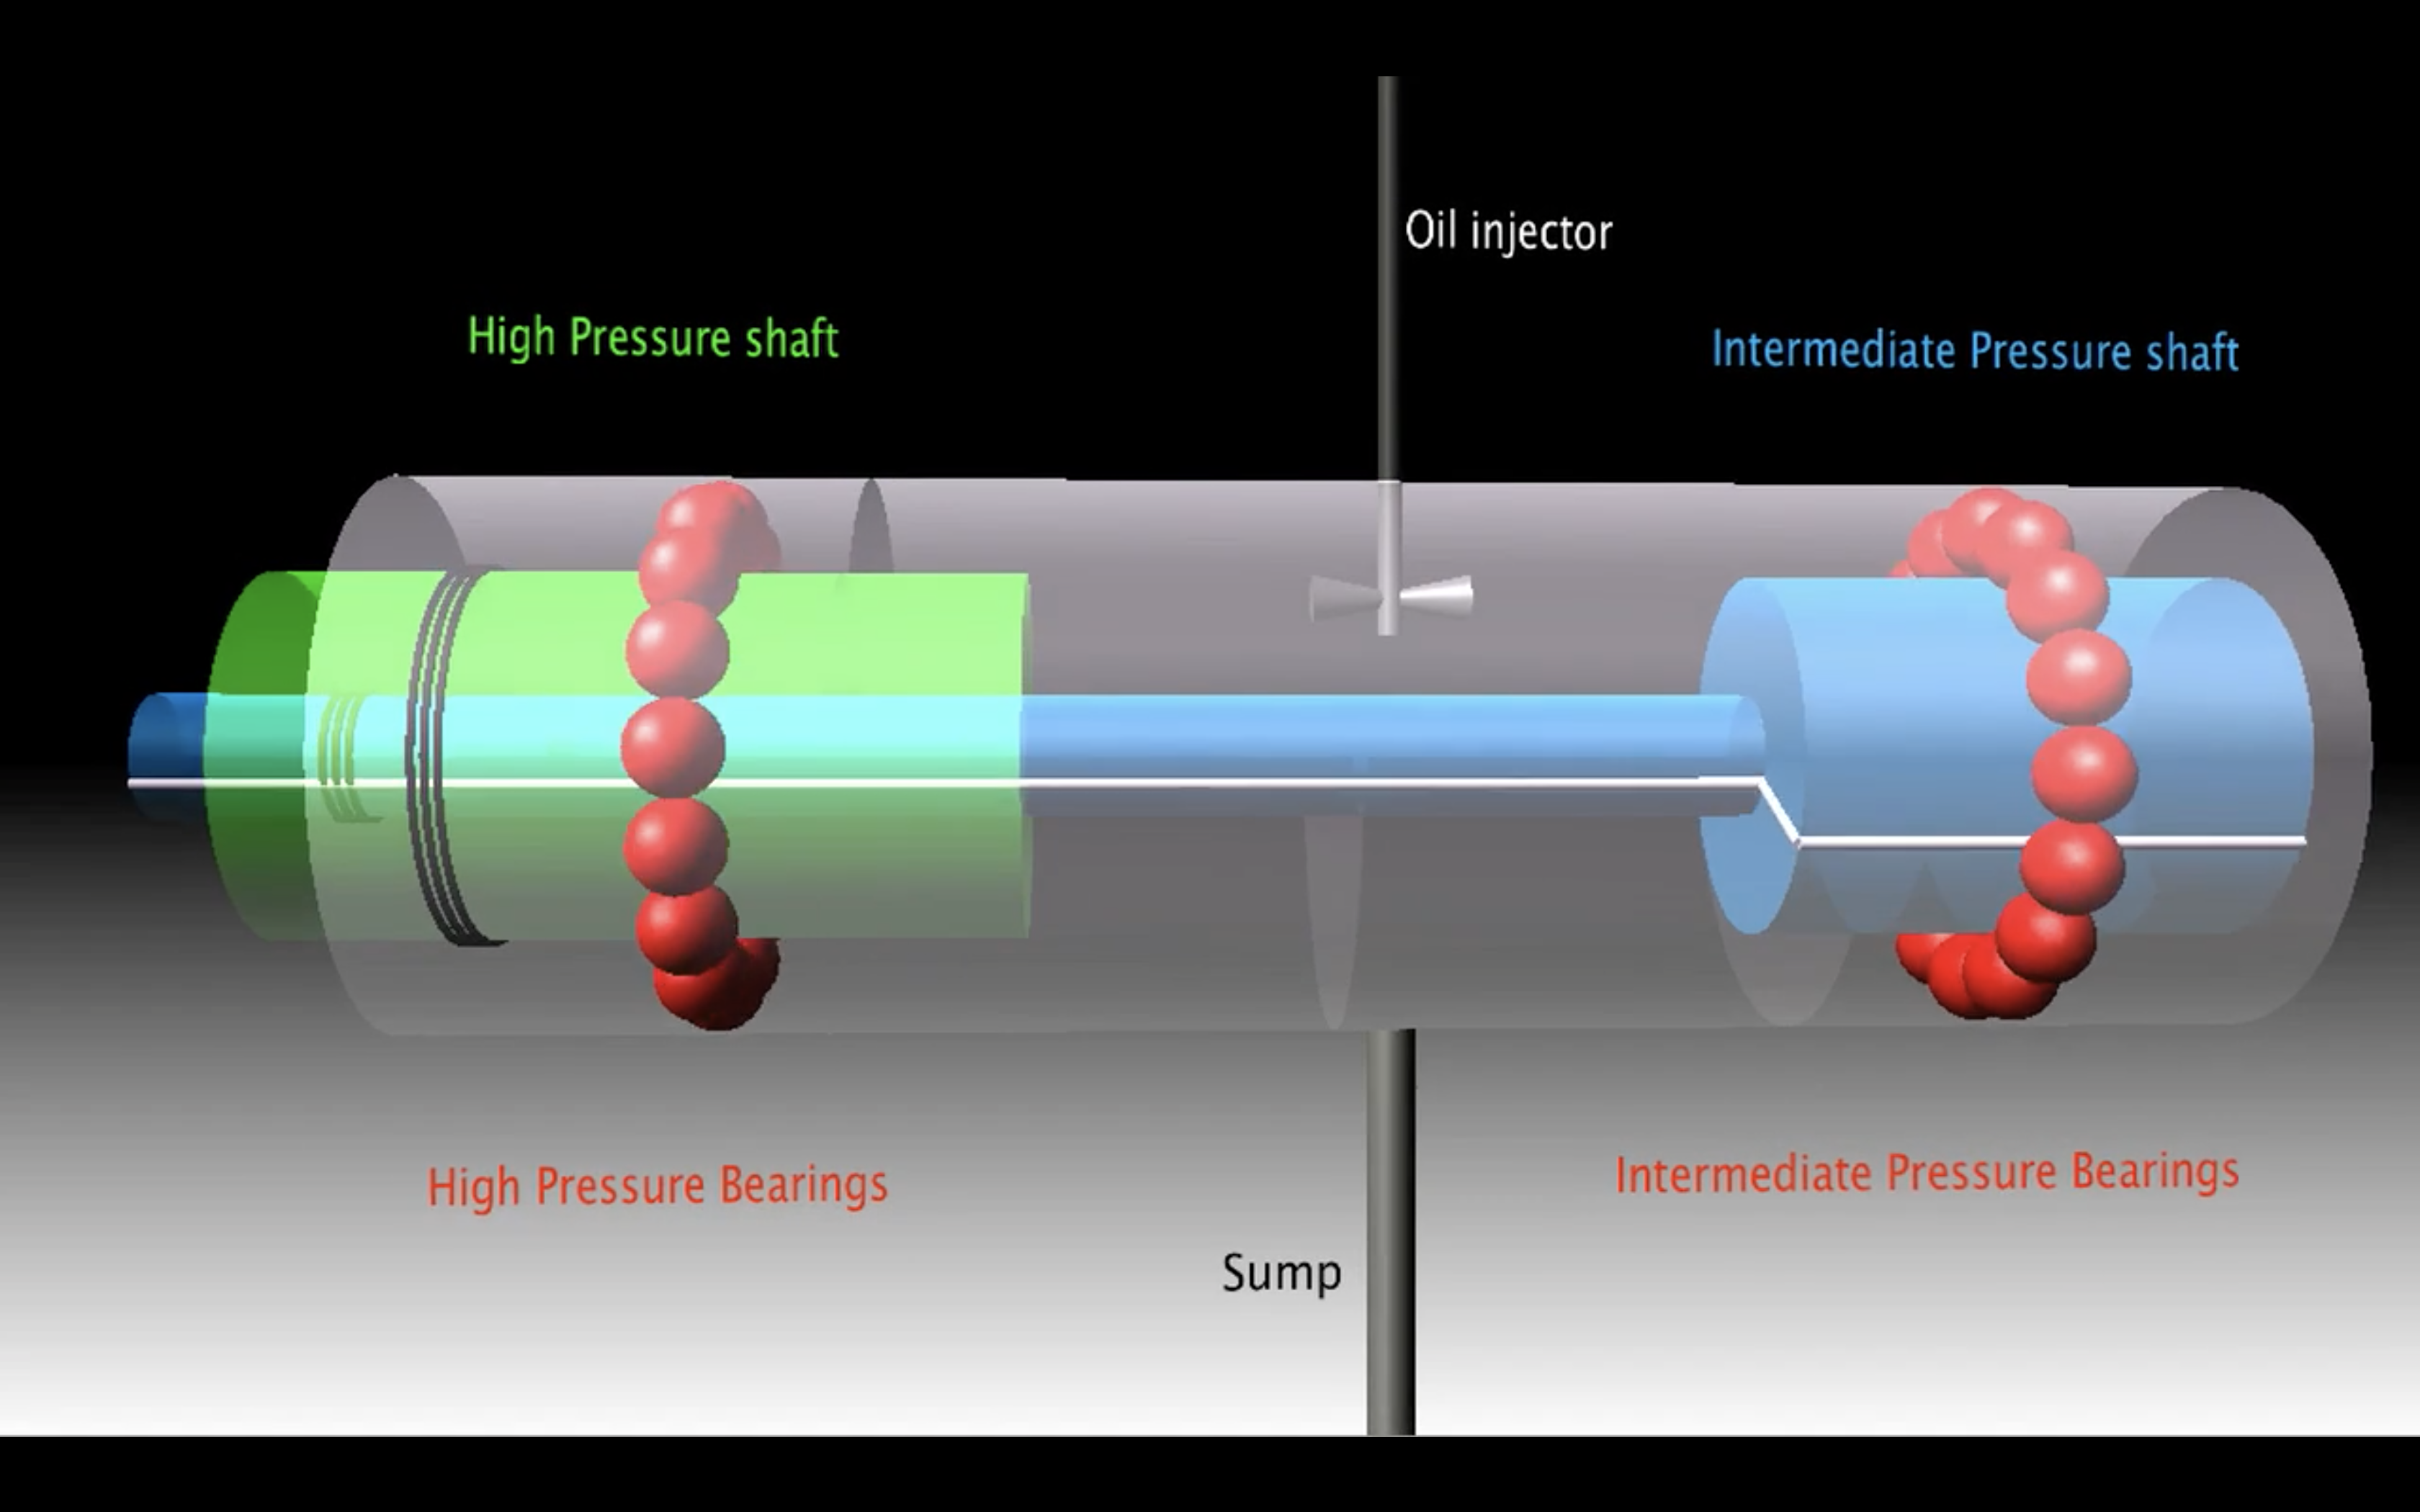 Oil injector
High Pressure shaft
Intermediate Pressure shaft
High Pressure Bearings
Intermediate Pressure Bearings
Sump